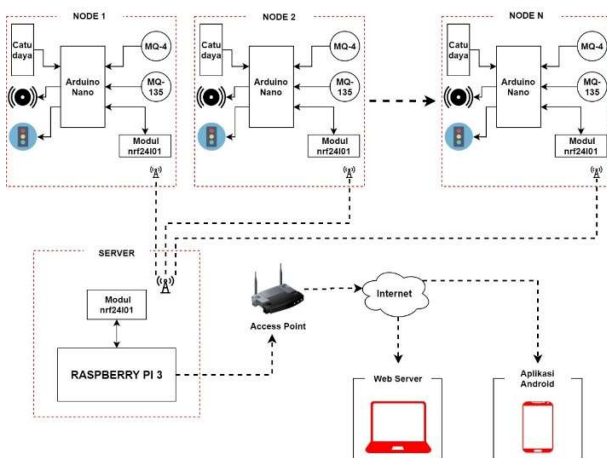 NODE 1
Catu
daya
Arduino
Nano
MQ-4
MQ-
135
Modul
nrf24l01
NODE 2
Catu
daya
Arduino
Nano
MQ-4
MQ-
135
Modul
nrf24l01
NODE N
Catu
daya
Arduino
Nano
MQ-4
MQ-
135
Modul
nrf24l01
SERVER
Modul
nrf24l01
RASPBERRY PI 3
Access Point
Internet
Web Server
Aplikasi
Android